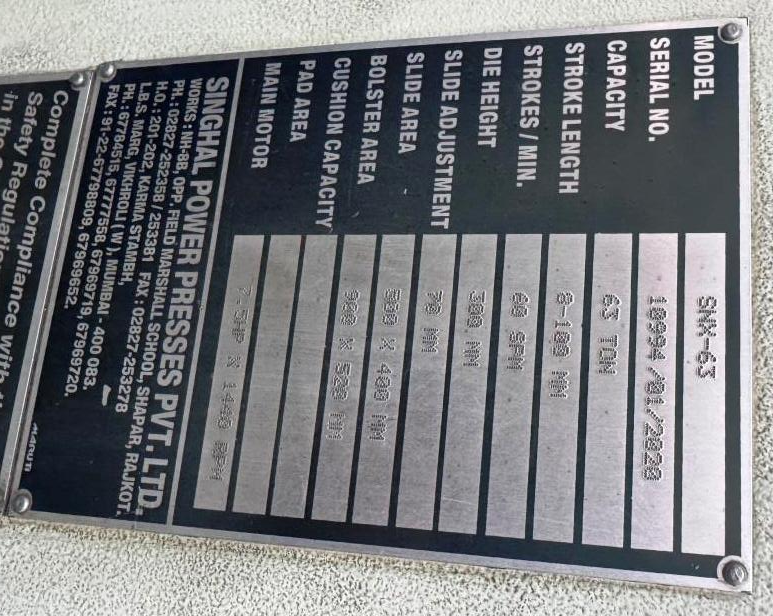 MODEL SNX-63
SERIAL NO. 10994/01/2020
CAPACITY 63 TON
STROKE LENGTH 8-100 MM
STROKES / MIN. 60 SPM
DIE HEIGHT 300 MM
SLIDE ADJUSTMENT 70 MM
SLIDE AREA 500 X 400 MM
BOLSTER AREA 900 X 520 MM
CUSHION CAPACITY
PAD AREA
MAIN MOTOR 7.5HP X 1440 RPM
SINGHAL POWER PRESSES PVT. LTD.
WORKS : NH-8B, OPP. FIELD MARSHALL SCHOOL, SHAPAR, RAJKOT.
PH : 02827-252358 / 253381 FAX : 02827-253278
H.O. : 201-202, KARMA STAMBH,
L.B.S. MARG, VIKHROLI ( W ), MUMBAI - 400 083.
PH. : 67784515, 67777558, 67969719, 67969720.
FAX : 91-22-67798809, 67969652.
Complete Compliance with
Safety Regulation
in the